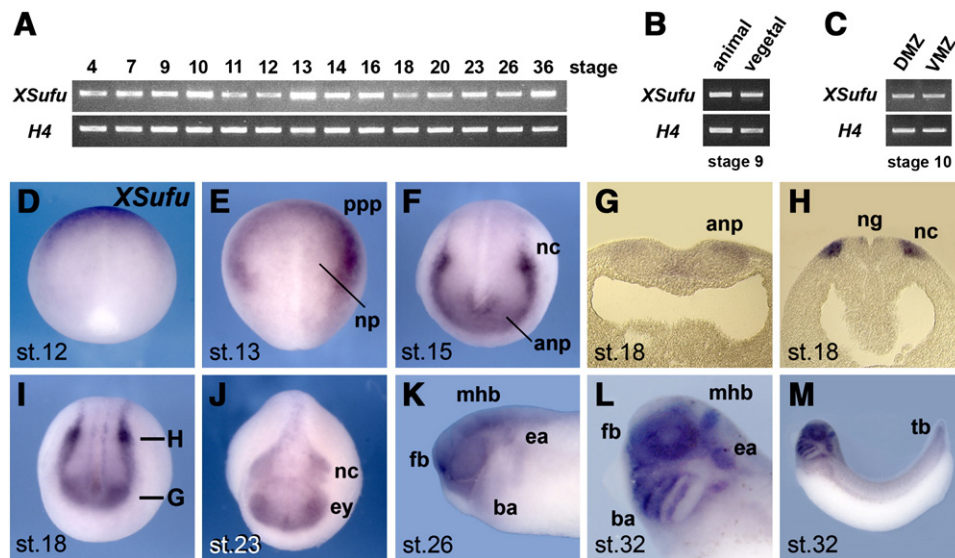 A
4 7 9 10 11 12 13 14 16 18 20 23 26 36 stage
XSufu
H4
B
animal vegetal
XSufu
H4
stage 9
C
DMZ VMZ
XSufu
H4
stage 10
D
XSufu
st.12
E
ppp
np
st.13
F
nc
anp
st.15
G
anp
st.18
H
ng
nc
st.18
I
H
G
st.18
J
nc
ey
st.23
K
mhb
fb
ea
ba
st.26
L
mhb
fb
ea
ba
st.32
M
tb
st.32